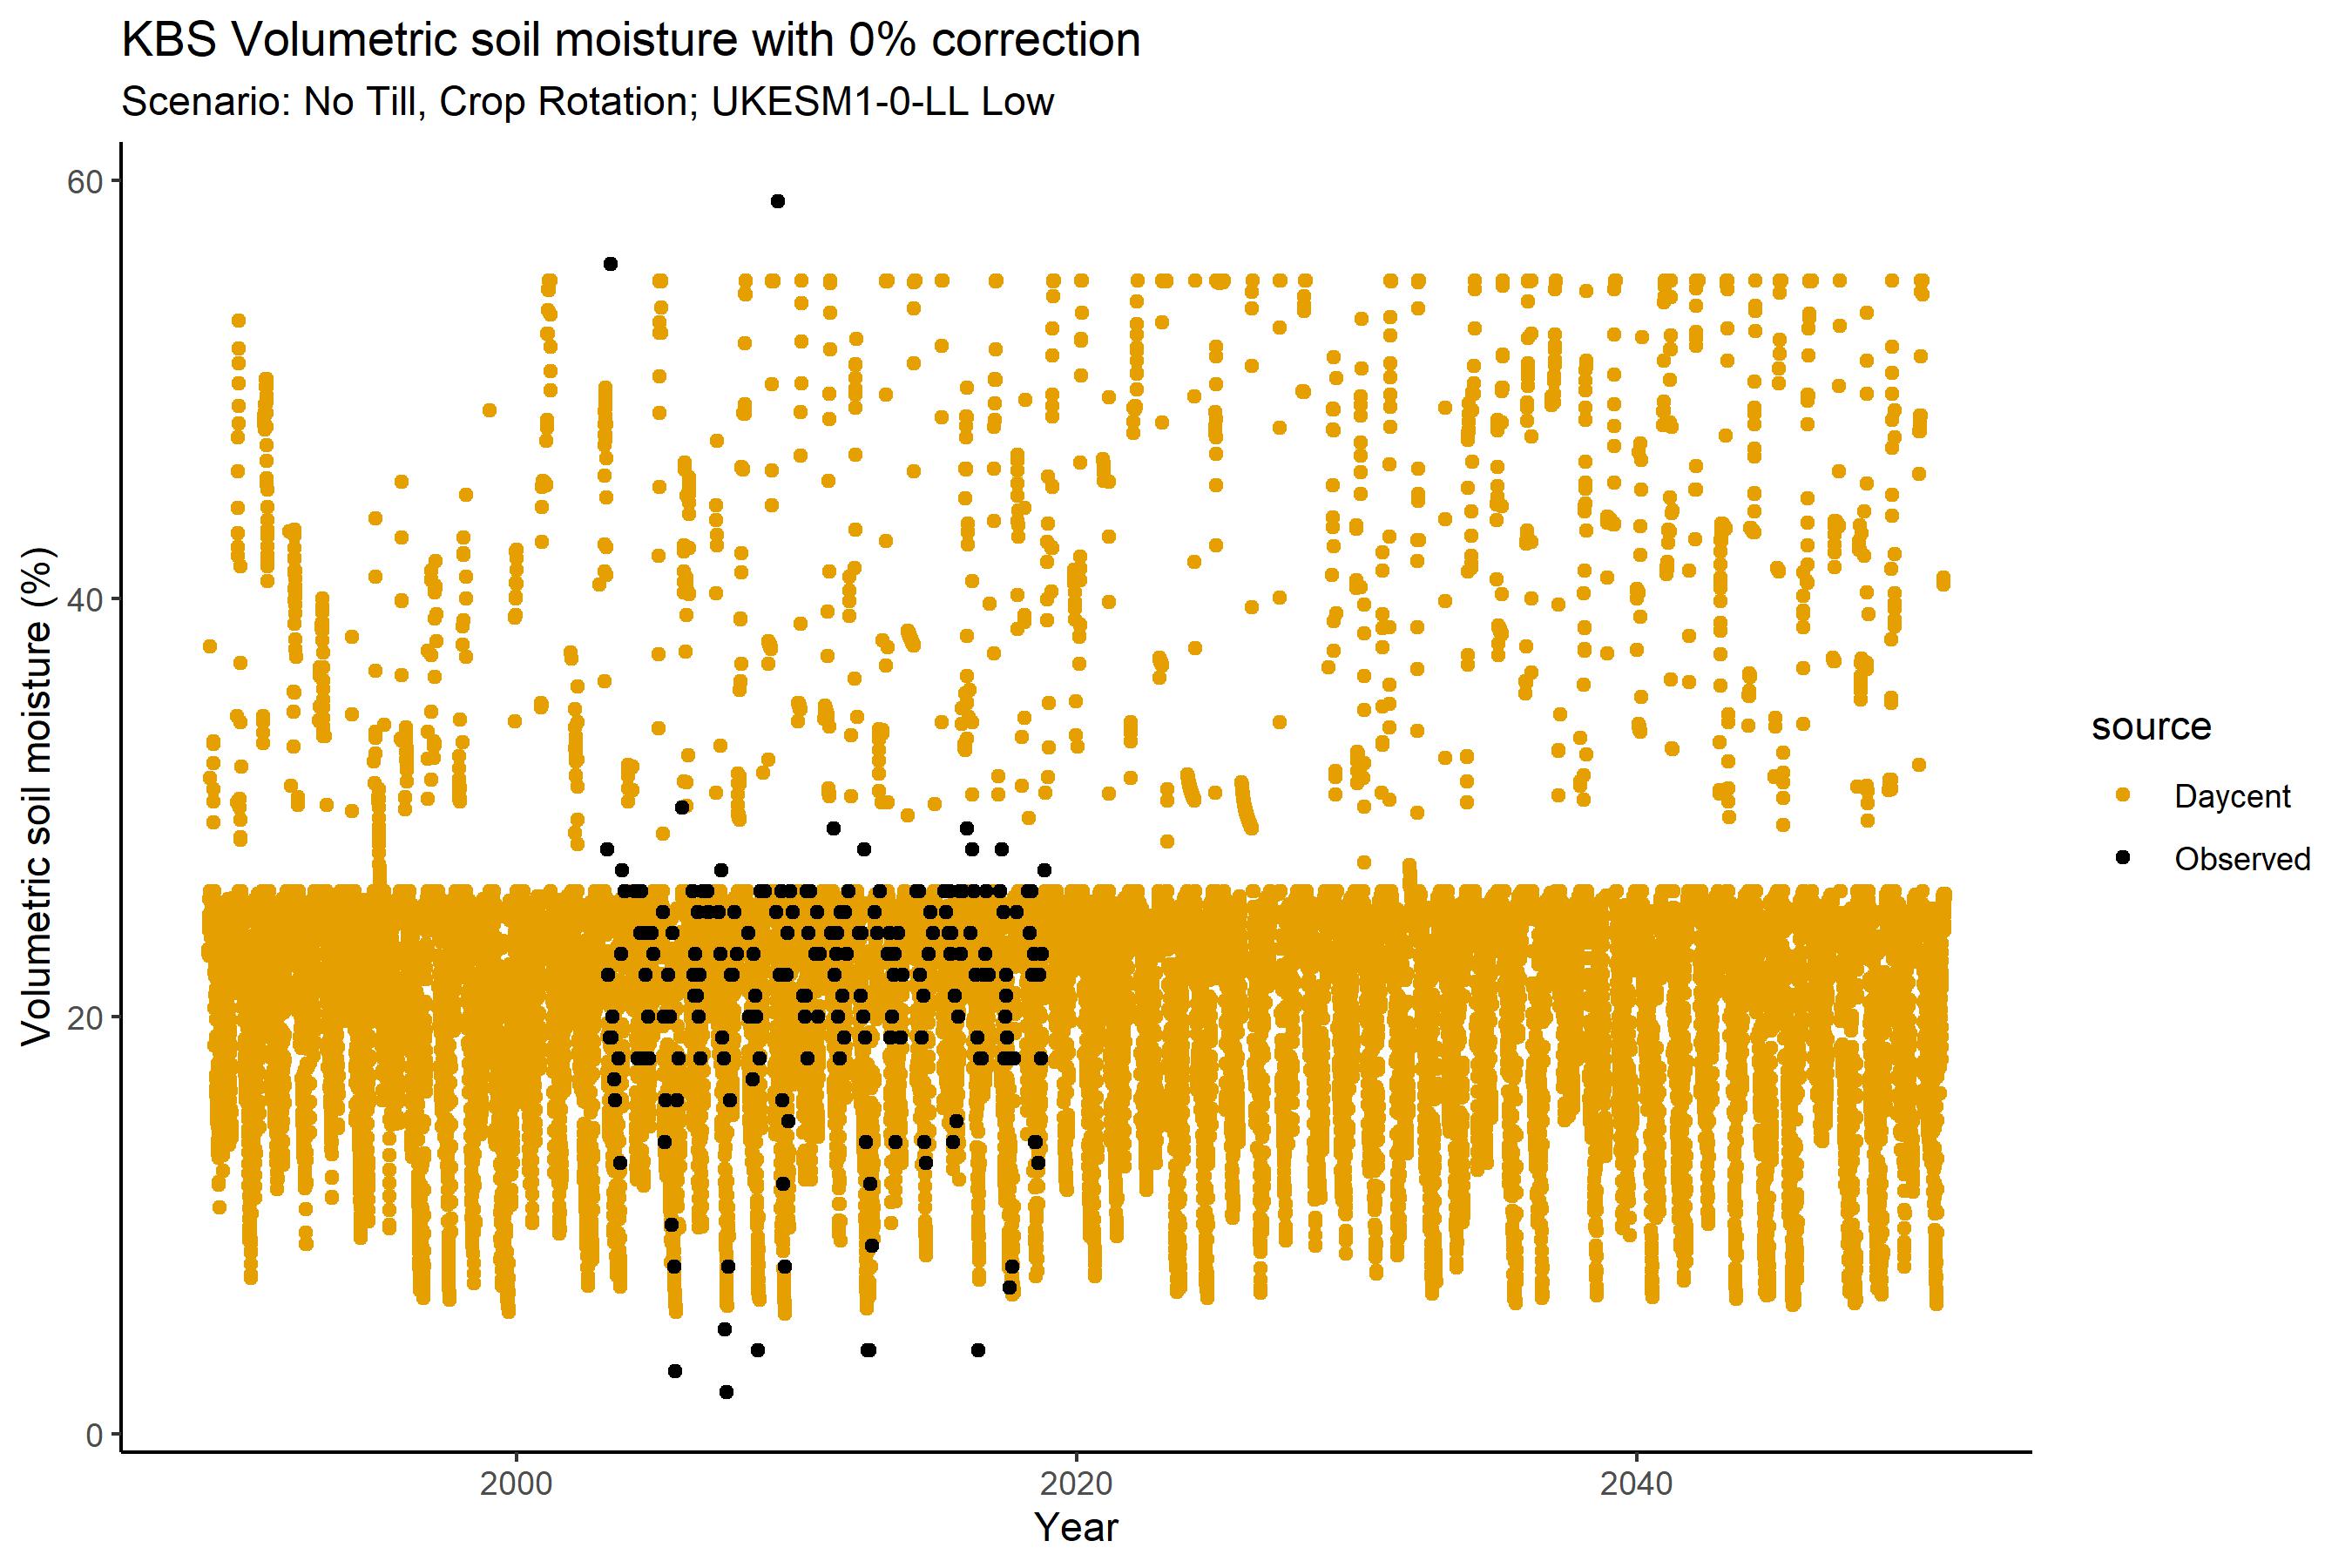 KBS Volumetric soil moisture with 0% correction
Scenario: No Till, Crop Rotation; UKESM1-0-LL Low
60
40
20
0
Volumetric soil moisture (%)
2000
2020
2040
Year
source
Daycent
Observed